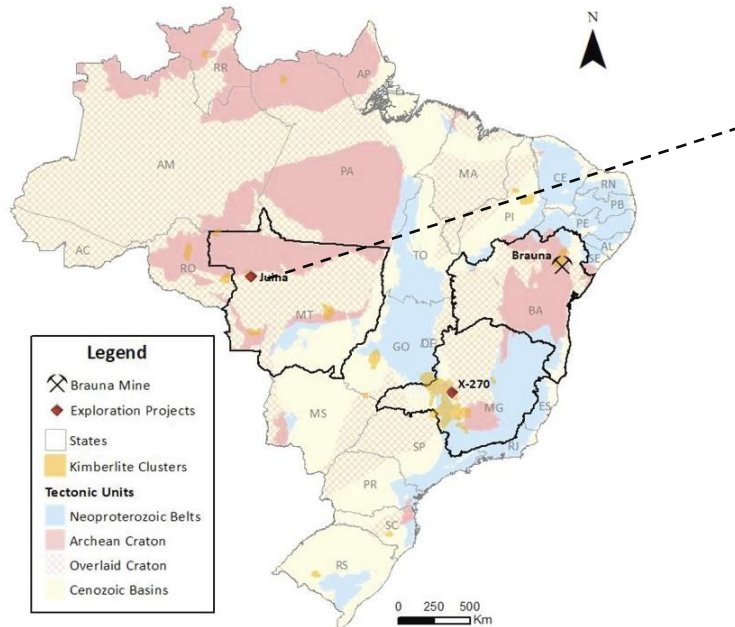 N
RR
AP
AM
PA
MA
CE
RN
PB
PI
PE
AL
SE
AC
RO
TO
Brauna
Juina
BA
MT
GO
DF
X-270
MG
ES
MS
SP
RJ
PR
SC
RS
Legend
Brauna Mine
Exploration Projects
States
Kimberlite Clusters
Tectonic Units
Neoproterozoic Belts
Archean Craton
Overlaid Craton
Cenozoic Basins
0 250 500
Km